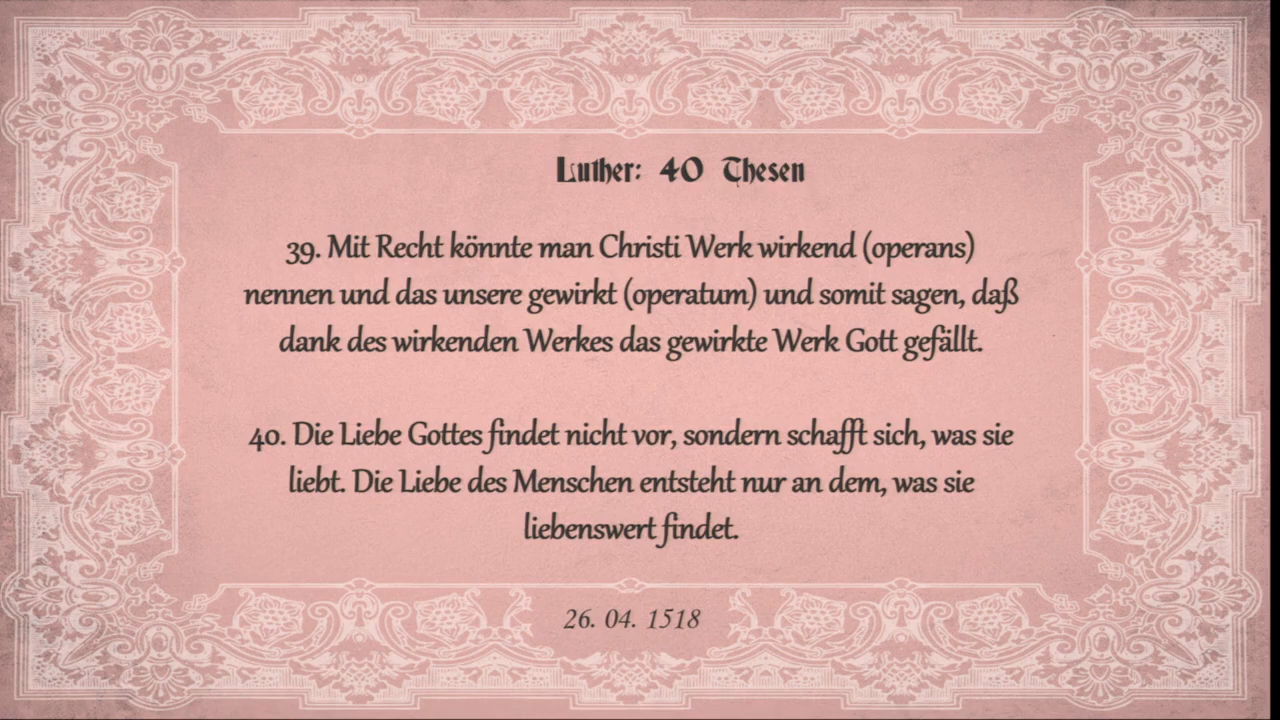 Luther: 40 Thesen
39. Mit Recht könnte man Christi Werk wirkend (operans)
nennen und das unsere gewirkt (operatum) und somit sagen, daß
dank des wirkenden Werkes das gewirkte Werk Gott gefällt.
40. Die Liebe Gottes findet nicht vor, sondern schafft sich, was sie
liebt. Die Liebe des Menschen entsteht nur an dem, was sie
liebenswert findet.
26. 04. 1518